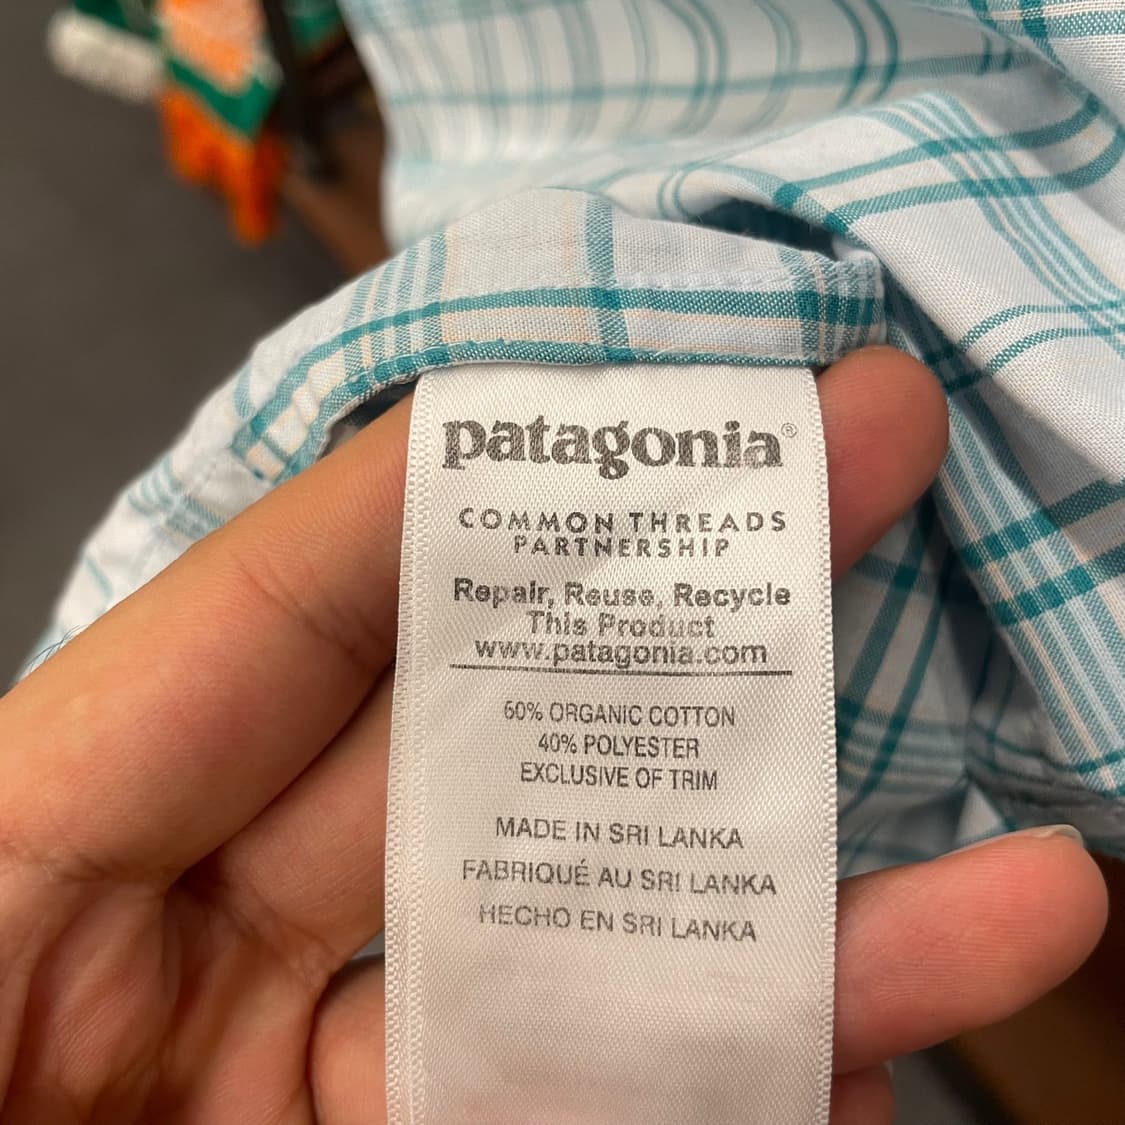 patagonia®
COMMON THREADS
PARTNERSHIP
Repair, Reuse, Recycle
This Product
www.patagonia.com
60% ORGANIC COTTON
40% POLYESTER
EXCLUSIVE OF TRIM
MADE IN SRI LANKA
FABRIQUÉ AU SRI LANKA
HECHO EN SRI LANKA